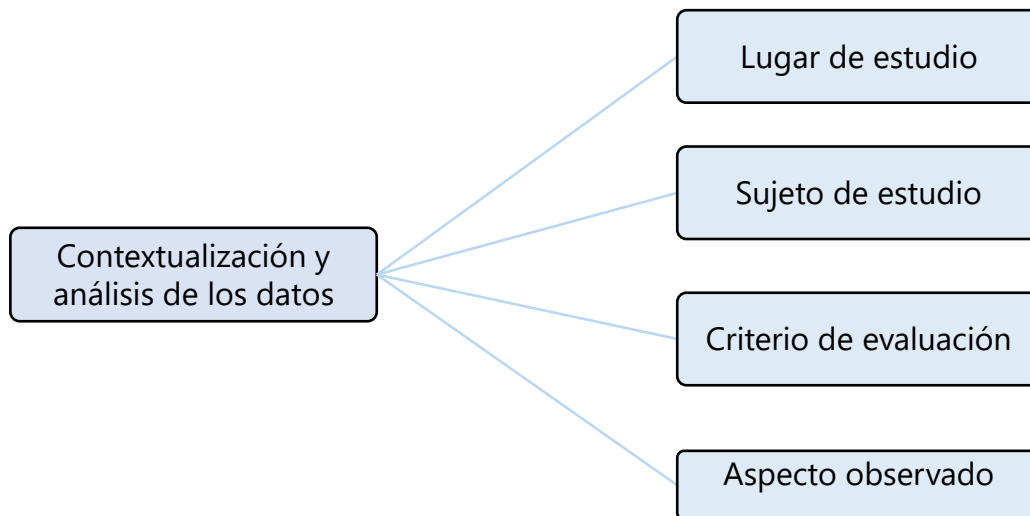 Lugar de estudio
Sujeto de estudio
Contextualización y
análisis de los datos
Criterio de evaluación
Aspecto observado